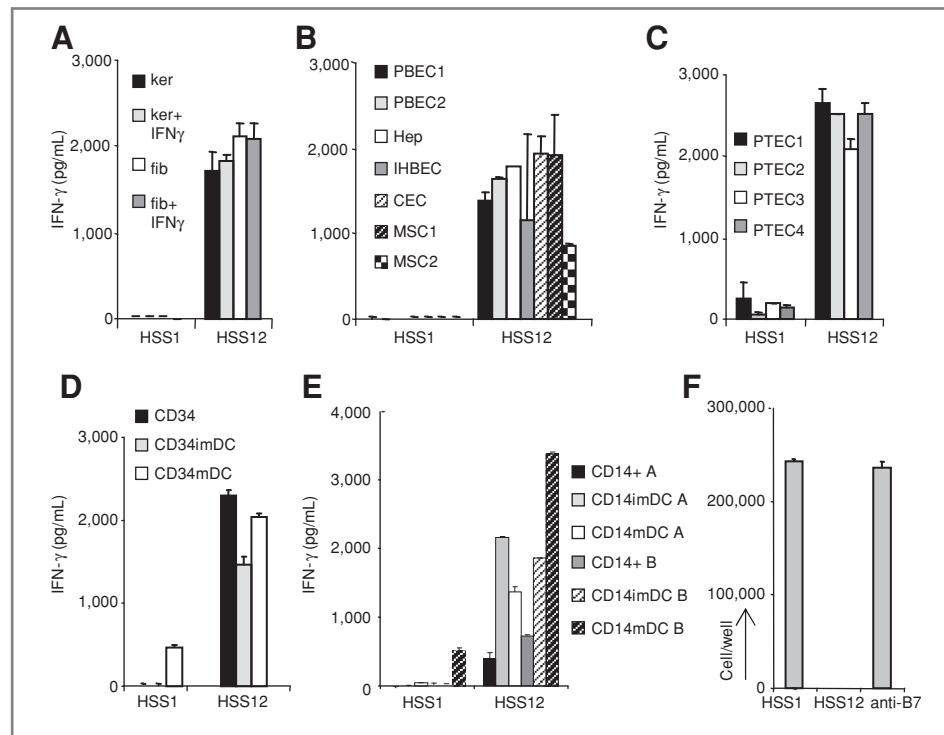 A
3,000
2,000
1,000
0
IFN-γ (pg/mL)
ker
ker+
IFNγ
fib
fib+
IFNγ
HSS1
HSS12
B
3,000
2,000
1,000
0
PBEC1
PBEC2
Hep
IHBEC
CEC
MSC1
MSC2
HSS1
HSS12
C
3,000
2,000
1,000
0
IFN-γ (pg/mL)
PTEC1
PTEC2
PTEC3
PTEC4
HSS1
HSS12
D
3,000
2,000
1,000
0
IFN-γ (pg/mL)
CD34
CD34imDC
CD34mDC
HSS1
HSS12
E
4,000
3,000
2,000
1,000
0
IFN-γ (pg/mL)
CD14+ A
CD14imDC A
CD14mDC A
CD14+ B
CD14imDC B
CD14mDC B
HSS1
HSS12
F
300,000
200,000
100,000
0
Cell/well
HSS1
HSS12
anti-B7